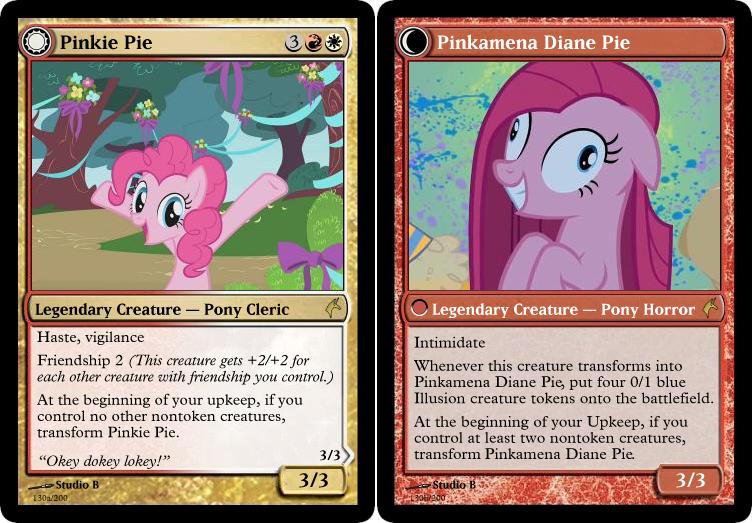 Pinkie Pie
3
Legendary Creature — Pony Cleric
Haste, vigilance
Friendship 2 (This creature gets +2/+2 for
each other creature with friendship you control.)
At the beginning of your upkeep, if you
control no other nontoken creatures,
transform Pinkie Pie.
“Okey dokey lokey!”
3/3
3/3
Studio B
130a/200
Pinkamena Diane Pie
Legendary Creature — Pony Horror
Intimidate
Whenever this creature transforms into
Pinkamena Diane Pie, put four 0/1 blue
Illusion creature tokens onto the battlefield.
At the beginning of your Upkeep, if you
control at least two nontoken creatures,
transform Pinkamena Diane Pie.
3/3
Studio B
130b/200